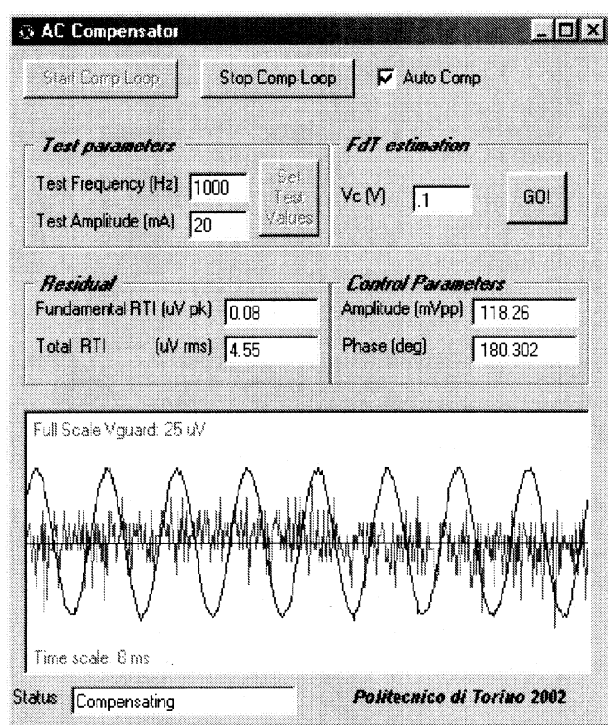 AC Compensator
Start Comp Loop Stop Comp Loop Auto Comp
Test parameters
Test Frequency (Hz) 1000
Test Amplitude (mA) 20
Set Test Values
FdT estimation
Vc (V) .1 GO!
Residual
Fundamental RTI (uV pk) 0.08
Total RTI (uV rms) 4.55
Control Parameters
Amplitude (mVpp) 118.26
Phase (deg) 180.302
Full Scale Vguard: 25 uV
Time scale: 8 ms
Status Compensating
Politecnico di Torino 2002